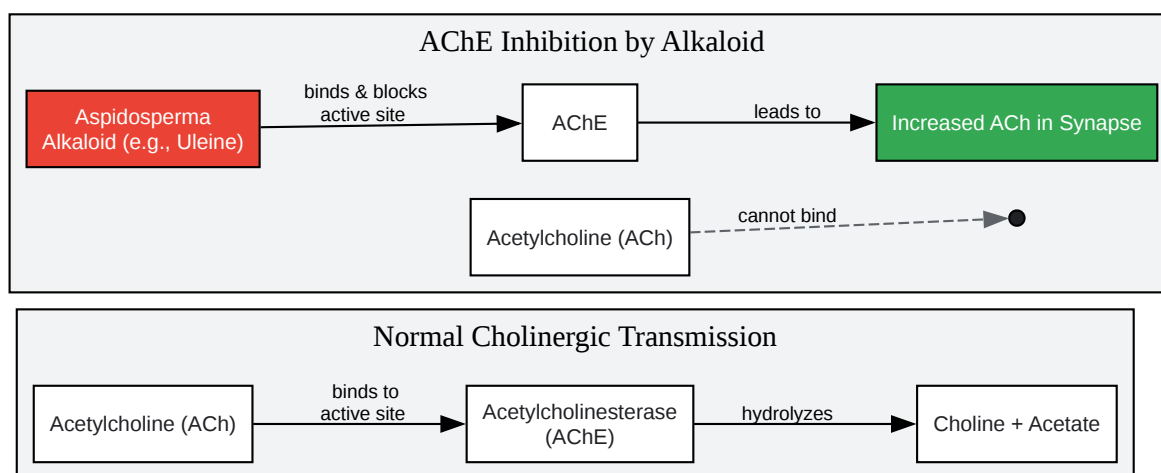 AChE Inhibition by Alkaloid
Aspidosperma
Alkaloid (e.g., Uleine)
binds & blocks
active site
AChE
leads to
Increased ACh in Synapse
Acetylcholine (ACh)
cannot bind
Normal Cholinergic Transmission
Acetylcholine (ACh)
binds to
active site
Acetylcholinesterase
(AChE)
hydrolyzes
Choline + Acetate